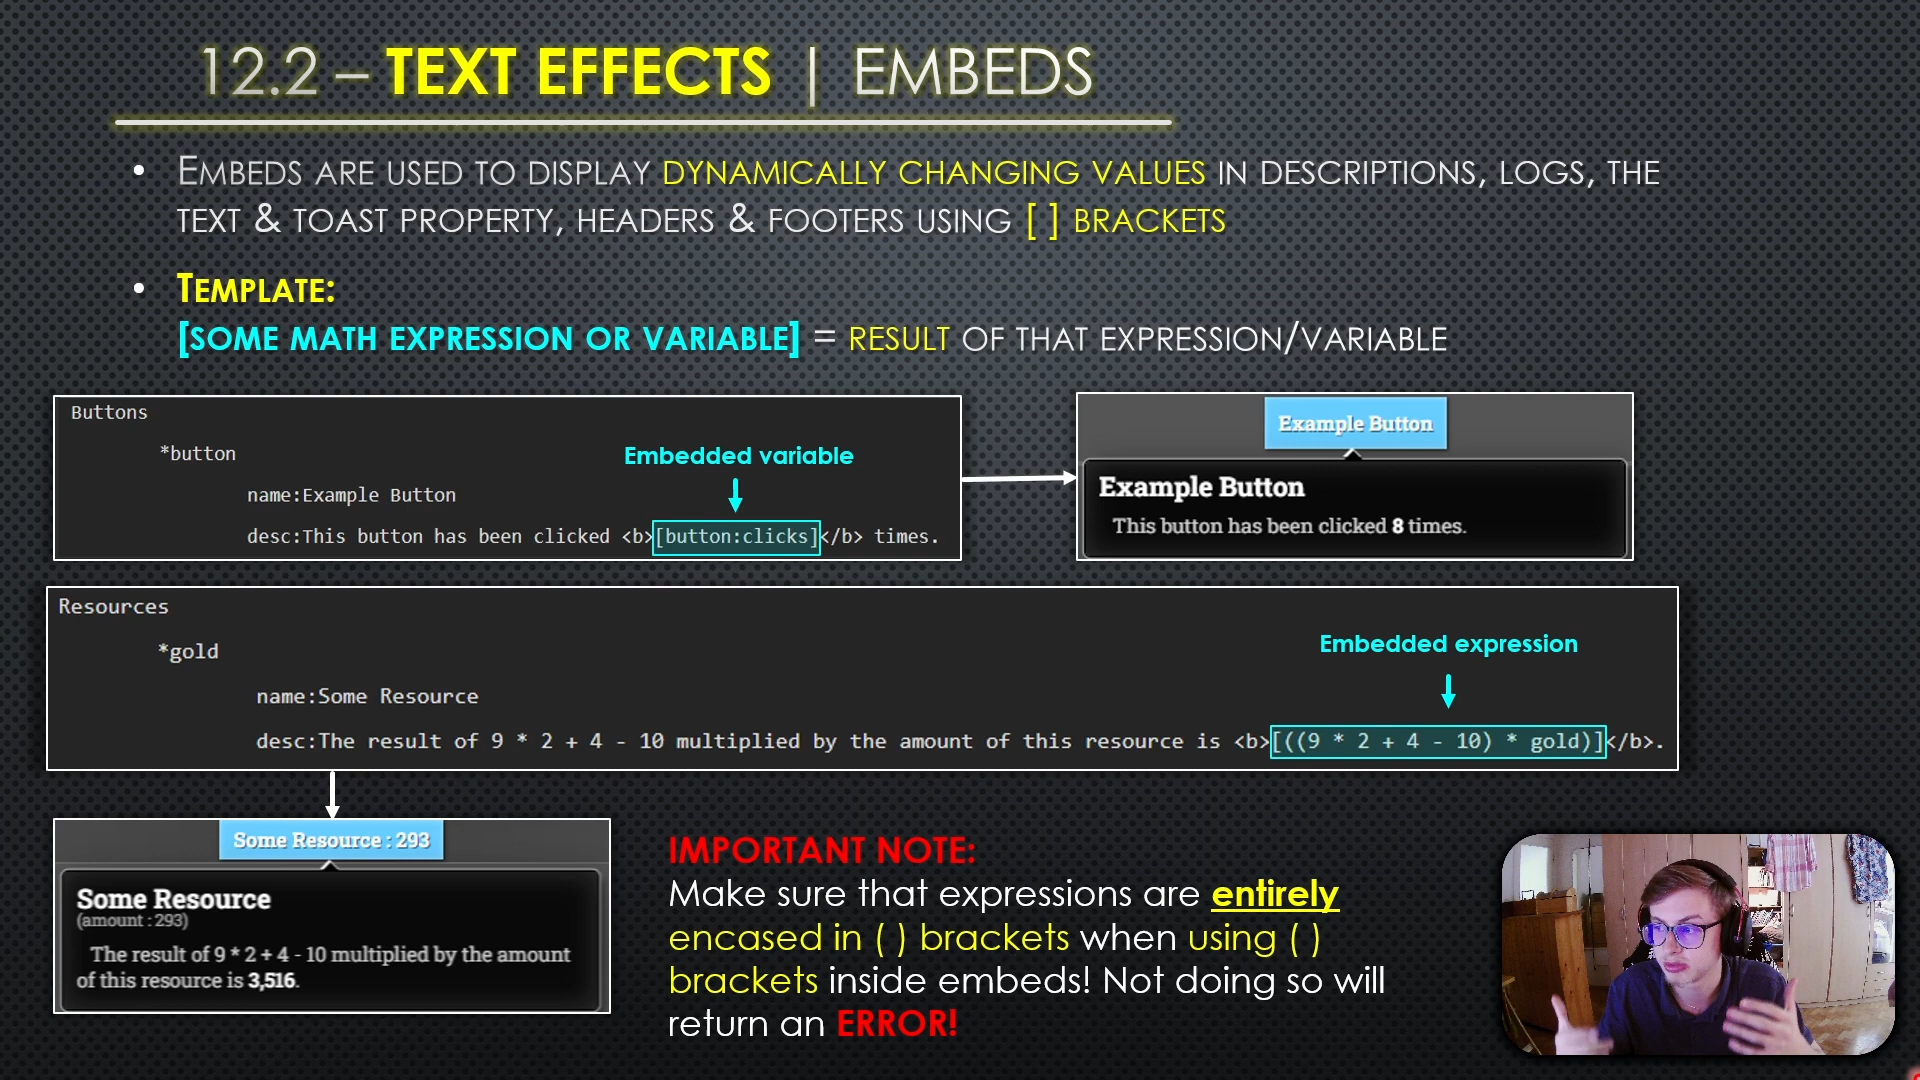 12.2 – TEXT EFFECTS | EMBEDS
• EMBEDS ARE USED TO DISPLAY DYNAMICALLY CHANGING VALUES IN DESCRIPTIONS, LOGS, THE
TEXT & TOAST PROPERTY, HEADERS & FOOTERS USING [ ] BRACKETS
• TEMPLATE:
[SOME MATH EXPRESSION OR VARIABLE] = RESULT OF THAT EXPRESSION/VARIABLE
Buttons
*button
name:Example Button
Embedded variable
desc:This button has been clicked <b>[button:clicks]</b> times.
Example Button
Example Button
This button has been clicked 8 times.
Resources
*gold
name:Some Resource
Embedded expression
desc:The result of 9 * 2 + 4 - 10 multiplied by the amount of this resource is <b>[((9 * 2 + 4 - 10) * gold)]</b>.
Some Resource : 293
Some Resource
(amount : 293)
The result of 9 * 2 + 4 - 10 multiplied by the amount
of this resource is 3,516.
IMPORTANT NOTE:
Make sure that expressions are entirely
encased in ( ) brackets when using ( )
brackets inside embeds! Not doing so will
return an ERROR!